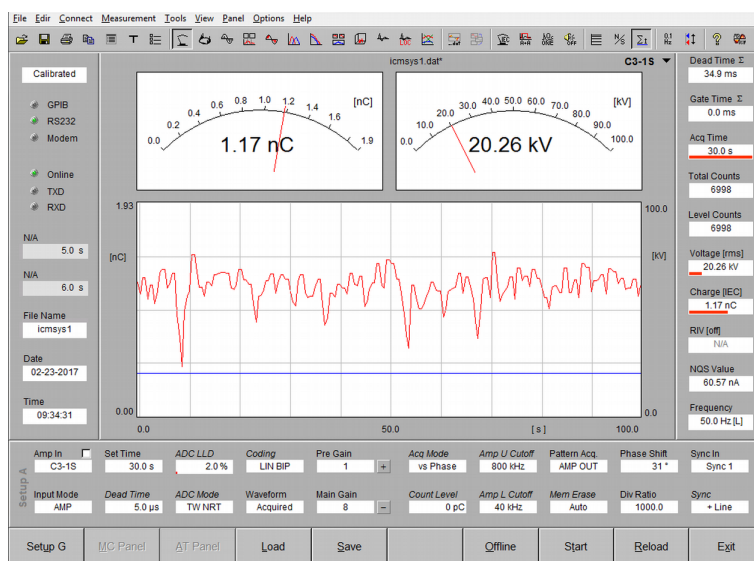 File Edit Connect Measurement Tools View Panel Options Help
icmsys1.dat*
C3-1S
Calibrated
GPIB
RS232
Modem
Online
TXD
RXD
N/A
5.0 s
N/A
6.0 s
File Name
icmsys1
Date
02-23-2017
Time
09:34:31
0.0 0.2 0.4 0.6 0.8 1.0 1.2 1.4 1.6 1.9
[nC]
1.17 nC
0.0 10.0 20.0 30.0 40.0 50.0 60.0 70.0 80.0 90.0 100.0
[kV]
20.26 kV
1.93
[nC]
0.00
100.0
[kV]
0.0
0.0 50.0 [s] 100.0
Dead Time Σ
34.9 ms
Gate Time Σ
0.0 ms
Acq Time
30.0 s
Total Counts
6998
Level Counts
6998
Voltage [rms]
20.26 kV
Charge [IEC]
1.17 nC
RIV [off]
N/A
NQS Value
60.57 nA
Frequency
50.0 Hz [L]
Setup A
Amp In Set Time ADC LLD Coding Pre Gain Acq Mode Amp U Cutoff Pattern Acq. Phase Shift Sync In
C3-1S 30.0 s 2.0 % LIN BIP 1 + vs Phase 800 kHz AMP OUT 31 ° Sync 1
Input Mode Dead Time ADC Mode Waveform Main Gain Count Level Amp L Cutoff Mem Erase Div Ratio Sync
AMP 5.0 µs TW NRT Acquired 8 − 0 pC 40 kHz Auto 1000.0 + Line
Setup G MC Panel AT Panel Load Save Offline Start Reload Exit